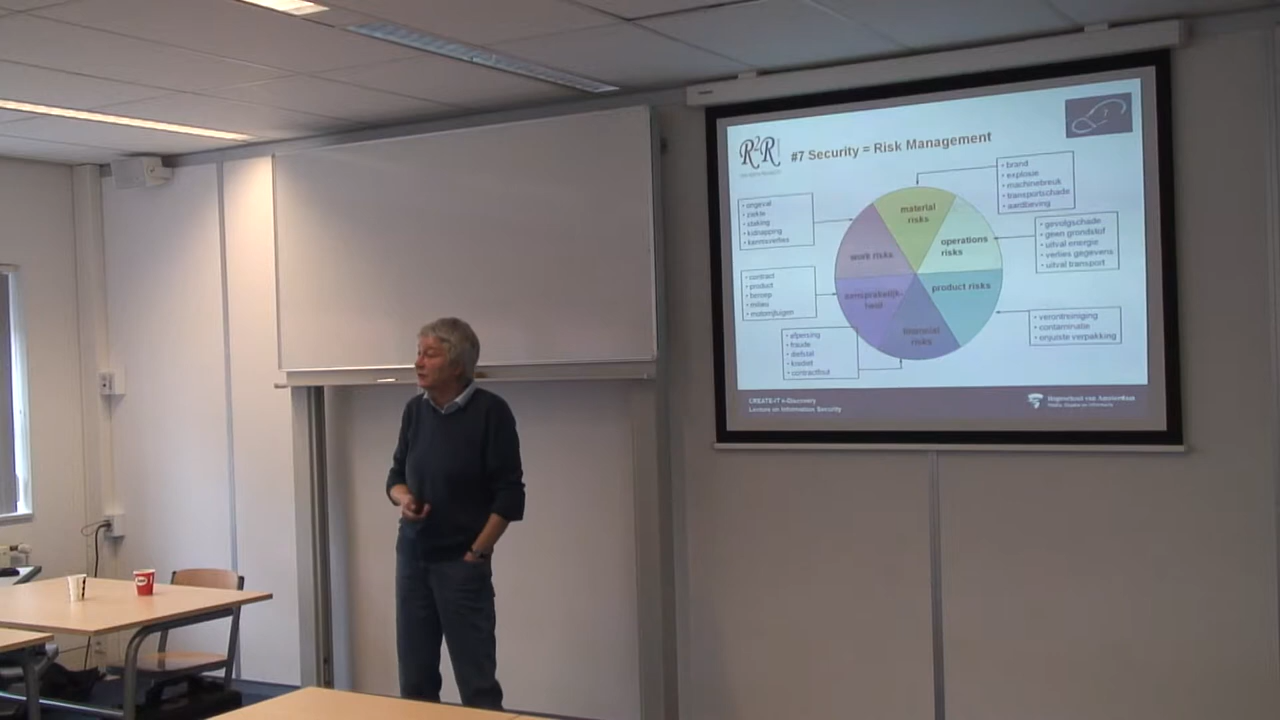 R2R
#7 Security = Risk Management
• brand
• explosie
• machinebreuk
• transportschade
• aardbeving
• ongeval
• ziekte
• staking
• kidnapping
• kennisverlies
material
risks
• gevolgschade
• geen grondstof
• uitval energie
• verlies gegevens
• uitval transport
work risks
operations
risks
• contract
• product
• beroep
• milieu
• motorrijtuigen
aansprakelijk-
heid
product risks
• verontreiniging
• contaminatie
• onjuiste verpakking
financial
risks
• afpersing
• fraude
• diefstal
• krediet
• contractfout
CREATE-IT e-Discovery
Lecture on Information Security
Hogeschool van Amsterdam